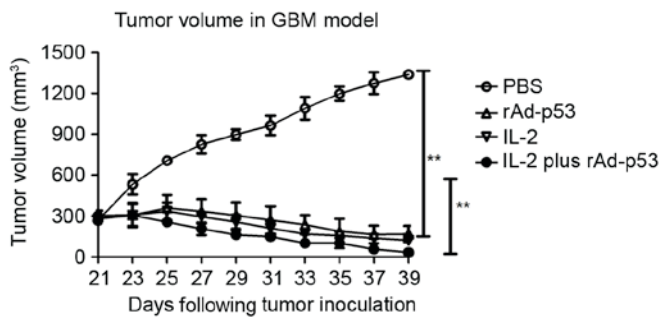 Tumor volume in GBM model
Tumor volume (mm³)
1500
1200
900
600
300
0
21 23 25 27 29 31 33 35 37 39
Days following tumor inoculation
PBS
rAd-p53
IL-2
IL-2 plus rAd-p53
**
**